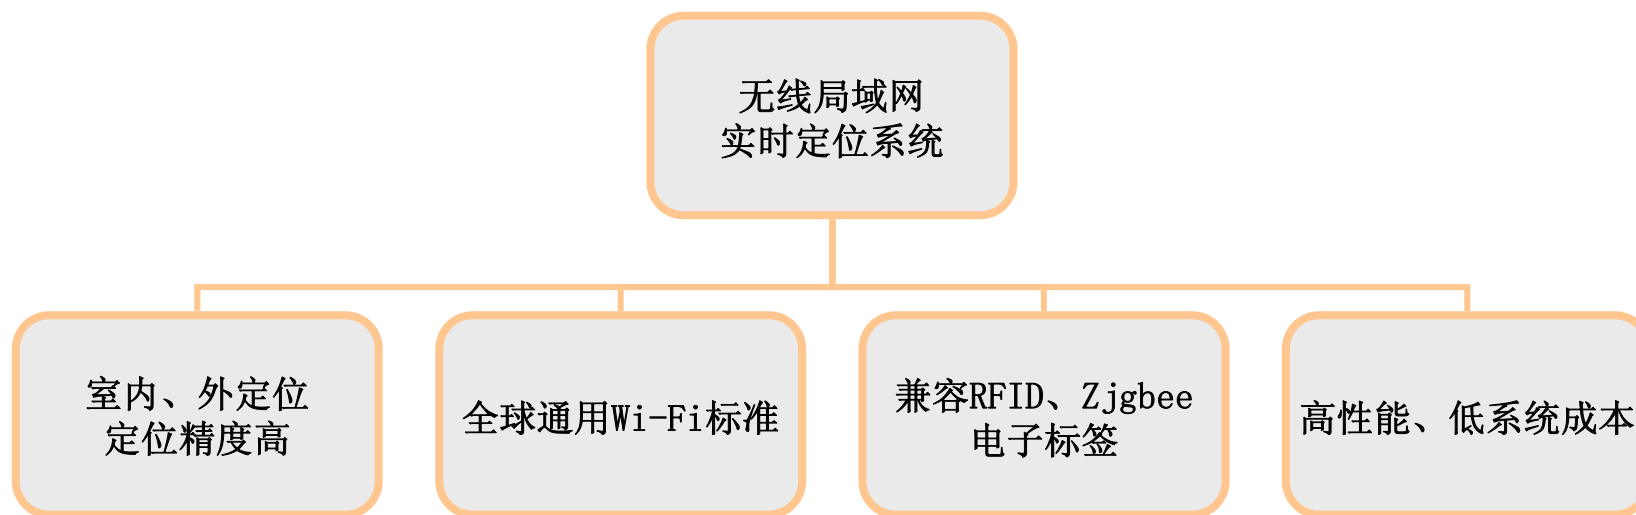 无线局域网
实时定位系统
室内、外定位
定位精度高
全球通用Wi-Fi标准
兼容RFID、Zjgbee
电子标签
高性能、低系统成本